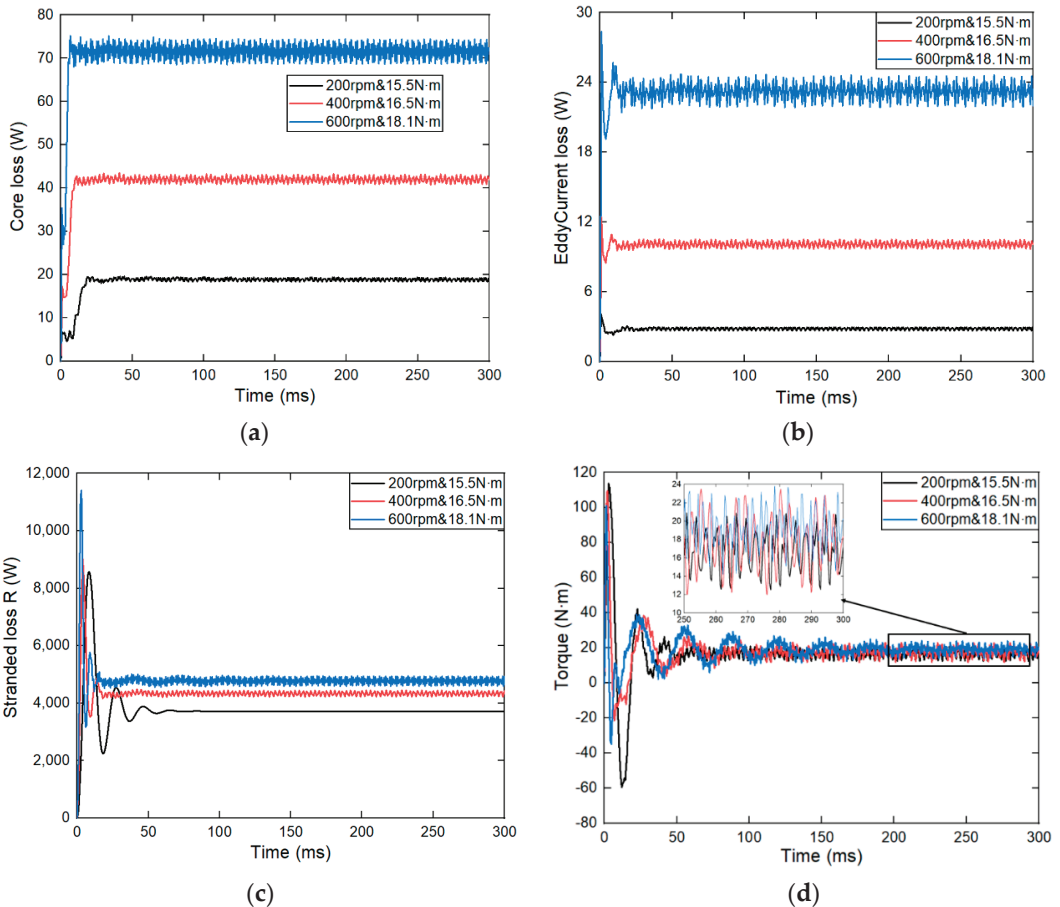 80
70
60
50
40
30
20
10
0
Core loss (W)
200rpm&15.5N·m
400rpm&16.5N·m
600rpm&18.1N·m
0 50 100 150 200 250 300
Time (ms)
(a)
30
24
18
12
6
0
EddyCurrent loss (W)
200rpm&15.5N·m
400rpm&16.5N·m
600rpm&18.1N·m
0 50 100 150 200 250 300
Time (ms)
(b)
12,000
10,000
8,000
6,000
4,000
2,000
0
Stranded loss R (W)
200rpm&15.5N·m
400rpm&16.5N·m
600rpm&18.1N·m
0 50 100 150 200 250 300
Time (ms)
(c)
120
100
80
60
40
20
0
-20
-40
-60
-80
Torque (N·m)
24
22
20
18
16
14
12
10
250 260 270 280 290 300
200rpm&15.5N·m
400rpm&16.5N·m
600rpm&18.1N·m
0 50 100 150 200 250 300
Time (ms)
(d)